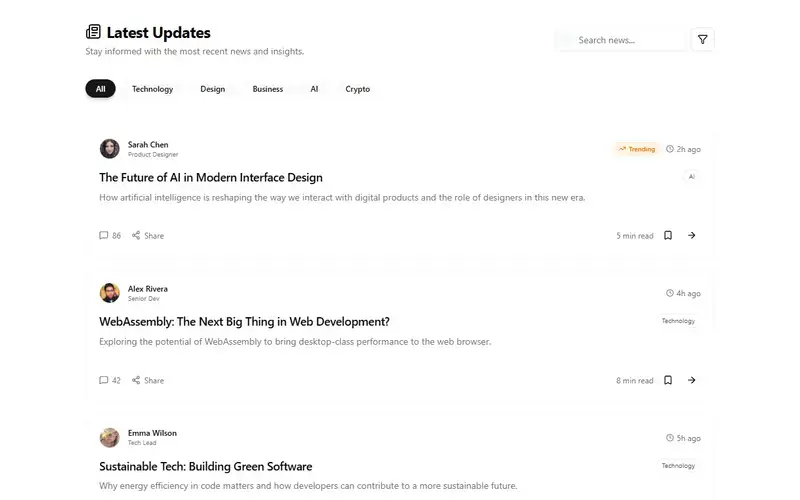 Latest Updates
Stay informed with the most recent news and insights.
Search news...
All Technology Design Business AI Crypto
Sarah Chen
Product Designer
Trending 2h ago
The Future of AI in Modern Interface Design
AI
How artificial intelligence is reshaping the way we interact with digital products and the role of designers in this new era.
86 Share
5 min read
Alex Rivera
Senior Dev
4h ago
WebAssembly: The Next Big Thing in Web Development?
Technology
Exploring the potential of WebAssembly to bring desktop-class performance to the web browser.
42 Share
8 min read
Emma Wilson
Tech Lead
5h ago
Sustainable Tech: Building Green Software
Technology
Why energy efficiency in code matters and how developers can contribute to a more sustainable future.